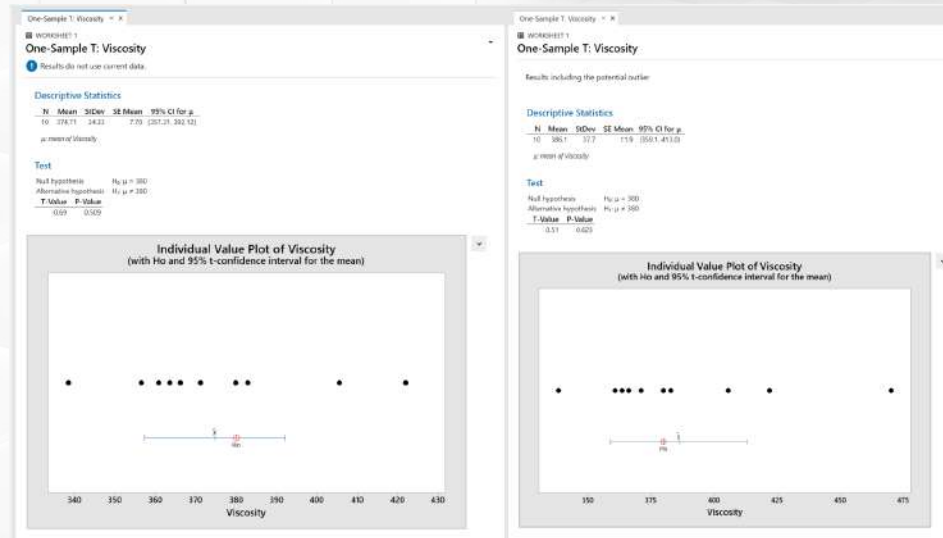 One-Sample T: Viscosity
WORKSHEET 1
One-Sample T: Viscosity
Results do not use current data.
Descriptive Statistics
N Mean StDev SE Mean 95% CI for μ
10 374.71 24.23
μ: mean of Viscosity
Test
Null hypothesis H₀: μ = 380
Alternative hypothesis H₁: μ ≠ 380
T-Value P-Value
-0.69 0.509
Individual Value Plot of Viscosity
(with Ho and 95% t-confidence interval for the mean)
Ho
340 350 360 370 380 390 400 410 420 430
Viscosity
One-Sample T: Viscosity
WORKSHEET 1
One-Sample T: Viscosity
Results including the potential outlier
Descriptive Statistics
N Mean StDev SE Mean 95% CI for μ
10 386.1 37.7 11.9 (359.1, 413.0)
μ: mean of Viscosity
Test
Null hypothesis H₀: μ = 380
Alternative hypothesis H₁: μ ≠ 380
T-Value P-Value
0.51 0.623
Individual Value Plot of Viscosity
(with Ho and 95% t-confidence interval for the mean)
Ho
350 375 400 425 450 475
Viscosity